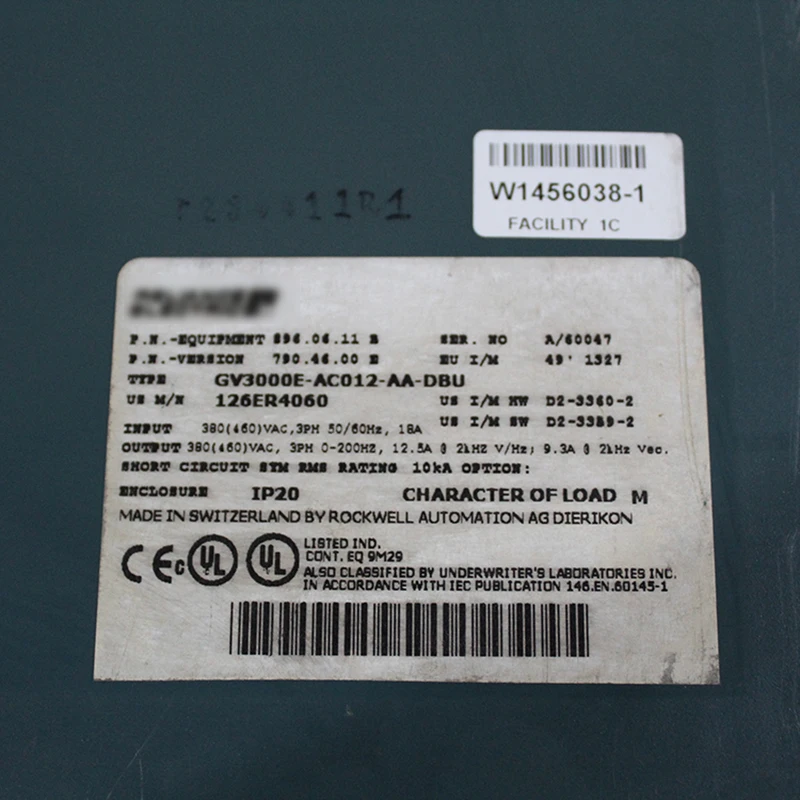 W1456038-1
FACILITY 1C
11R1
P.N.-EQUIPMENT 896.06.11 B SER. NO A/60047
P.N.-VERSION 790.46.00 E EU I/M 49' 1327
TYPE GV3000E-AC012-AA-DBU
US M/N 126ER4060 US I/M HW D2-3360-2
US I/M SW D2-3389-2
INPUT 380(460)VAC,3PH 50/60Hz, 18A
OUTPUT 380(460)VAC, 3PH 0-200HZ, 12.5A @ 2kHZ V/Hz; 9.3A @ 2kHz Vec.
SHORT CIRCUIT SYM RMS RATING 10kA OPTION:
ENCLOSURE IP20 CHARACTER OF LOAD M
MADE IN SWITZERLAND BY ROCKWELL AUTOMATION AG DIERIKON
CE c UL UL LISTED IND.
CONT. EQ 9M29
ALSO CLASSIFIED BY UNDERWRITER'S LABORATORIES INC.
IN ACCORDANCE WITH IEC PUBLICATION 146.EN.60145-1